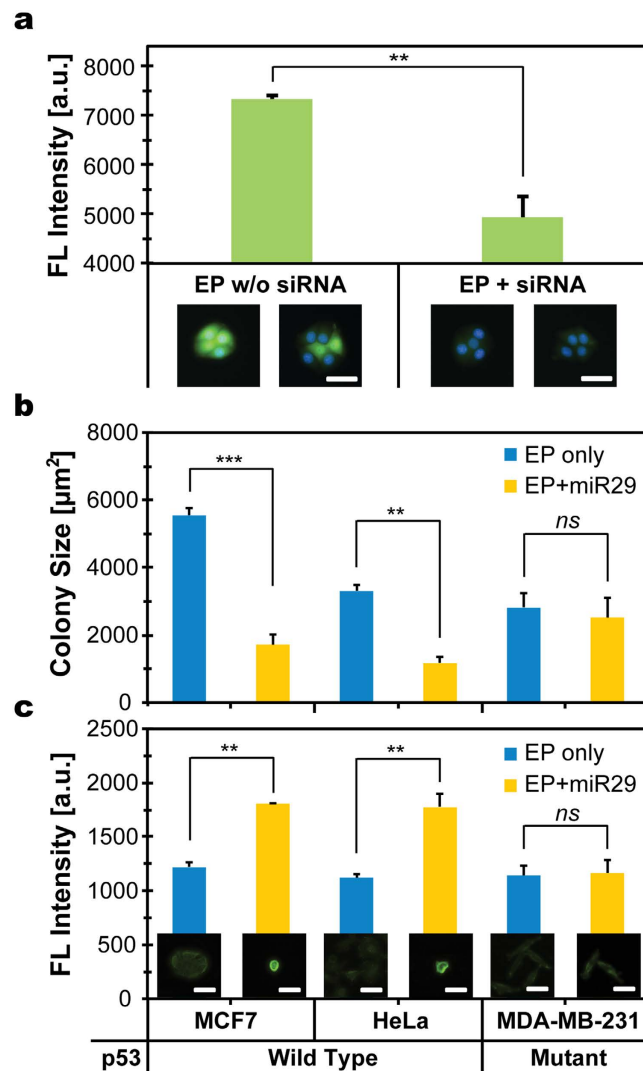 a
FL Intensity [a.u.]
8000
7000
6000
5000
4000
**
EP w/o siRNA
EP + siRNA
b
Colony Size [µm²]
8000
6000
4000
2000
0
***
**
ns
EP only
EP+miR29
c
FL Intensity [a.u.]
2500
2000
1500
1000
500
0
**
**
ns
EP only
EP+miR29
MCF7
HeLa
MDA-MB-231
p53
Wild Type
Mutant